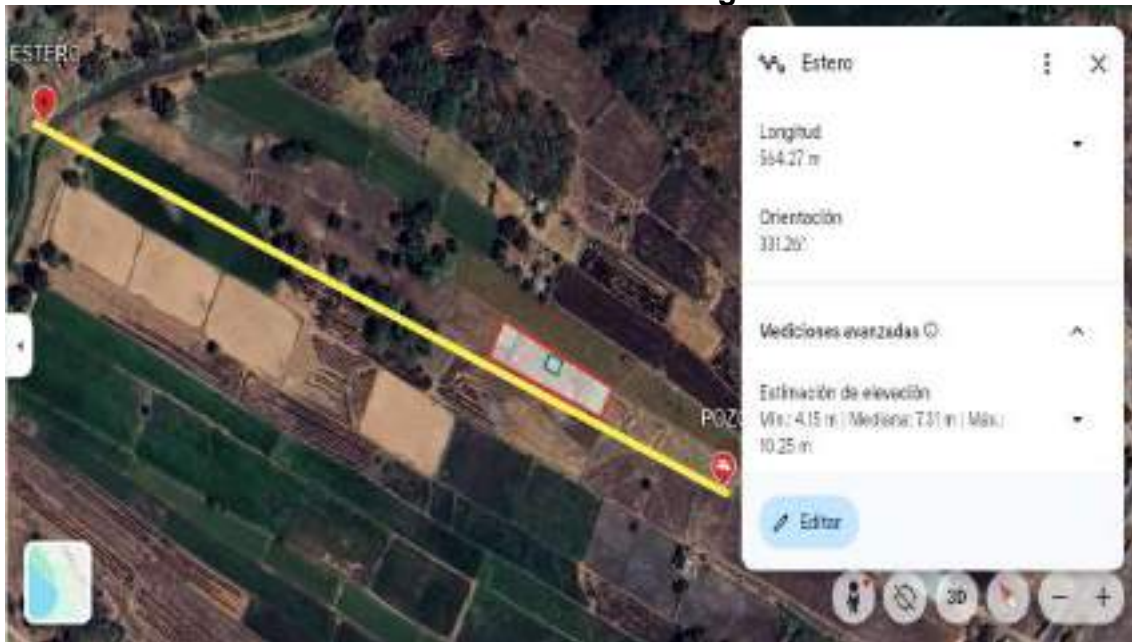 ESTERO
Estero
Longitud
564.27 m
Orientación
331.26°
Mediciones avanzadas
Estimación de elevación
Mín.: 4.15 m | Mediana: 7.31 m | Máx.:
10.25 m
POZ
Editar
3D